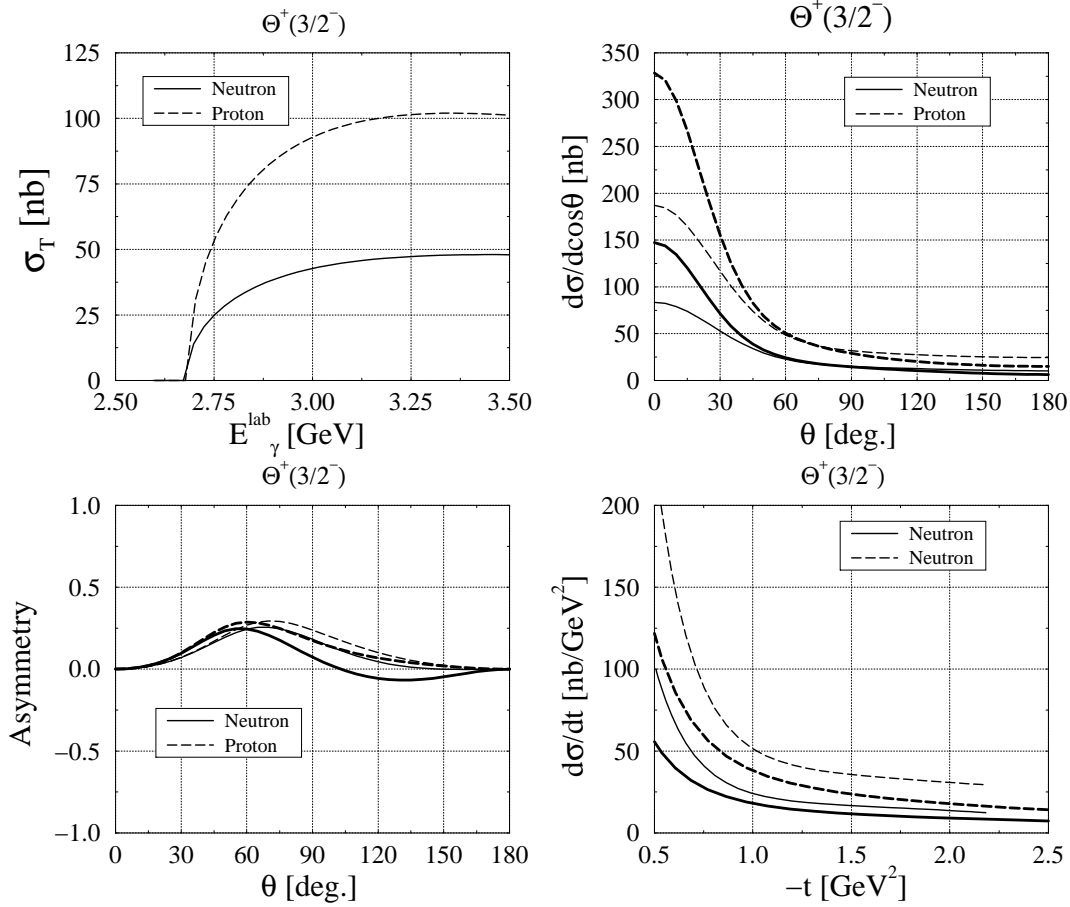 Θ⁺(3/2⁻)
125
100
75
50
25
0
σ_T [nb]
Neutron
Proton
2.50 2.75 3.00 3.25 3.50
E^lab_γ [GeV]
Θ⁺(3/2⁻)
350
300
250
200
150
100
50
0
dσ/dcosθ [nb]
Neutron
Proton
0 30 60 90 120 150 180
θ [deg.]
Θ⁺(3/2⁻)
1.0
0.5
0.0
−0.5
−1.0
Asymmetry
Neutron
Proton
0 30 60 90 120 150 180
θ [deg.]
Θ⁺(3/2⁻)
200
150
100
50
0
dσ/dt [nb/GeV²]
Neutron
Neutron
0.5 1.0 1.5 2.0 2.5
−t [GeV²]